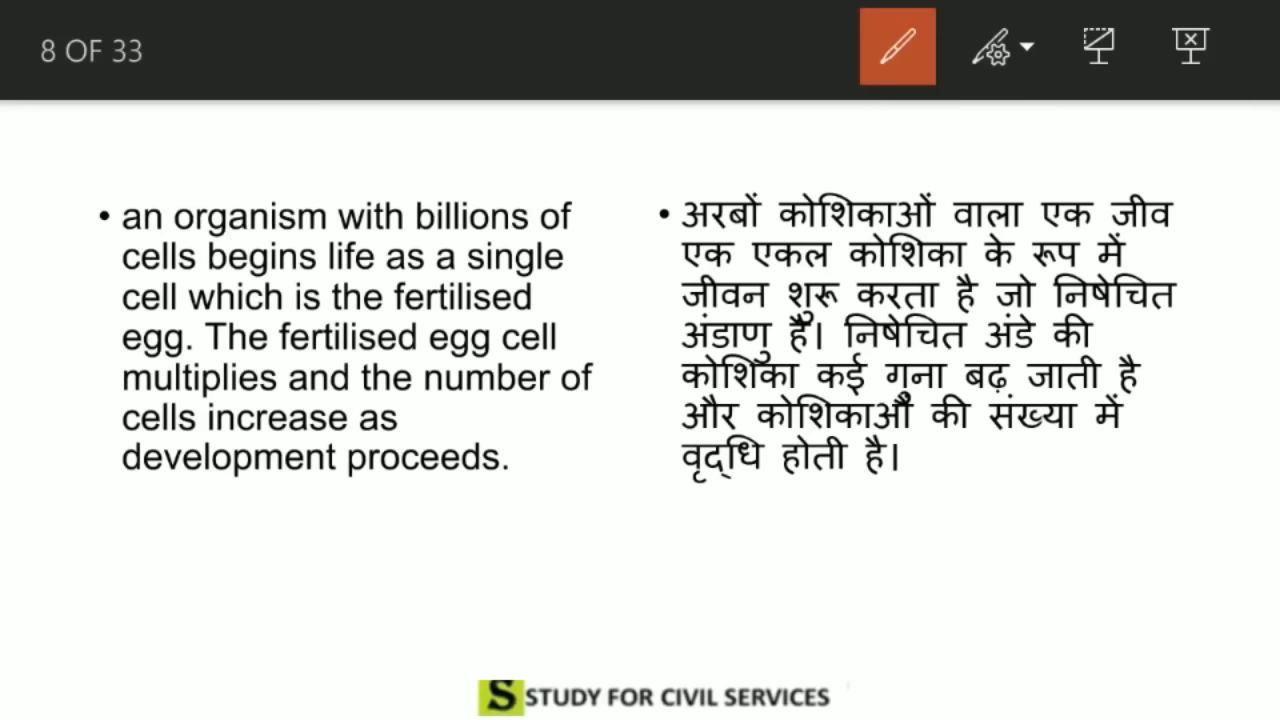 8 OF 33
• an organism with billions of
cells begins life as a single
cell which is the fertilised
egg. The fertilised egg cell
multiplies and the number of
cells increase as
development proceeds.
• अरबों कोशिकाओं वाला एक जीव
एक एकल कोशिका के रूप में
जीवन शुरू करता है जो निषेचित
अंडाणु है। निषेचित अंडे की
कोशिका कई गुना बढ़ जाती है
और कोशिकाओं की संख्या में
वृद्धि होती है।
S STUDY FOR CIVIL SERVICES